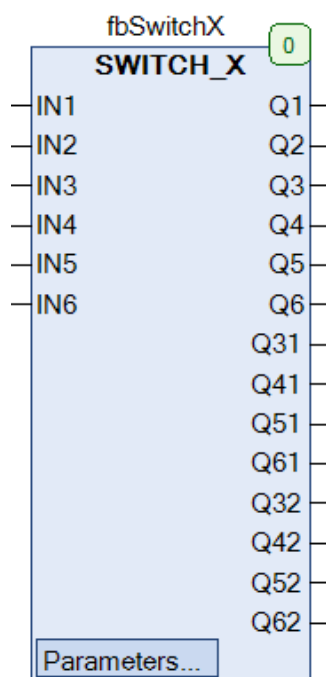 fbSwitchX
0
SWITCH_X
IN1 Q1
IN2 Q2
IN3 Q3
IN4 Q4
IN5 Q5
IN6 Q6
Q31
Q41
Q51
Q61
Q32
Q42
Q52
Q62
Parameters...